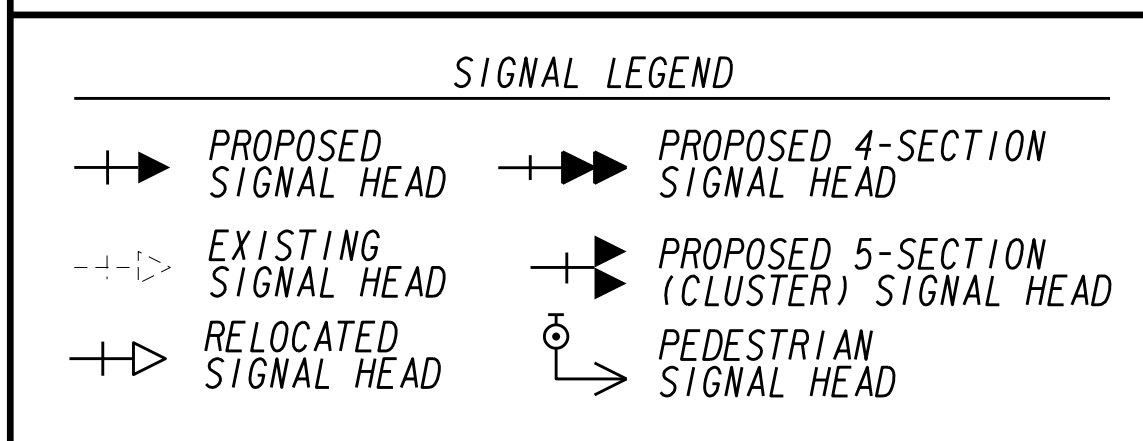 SIGNAL LEGEND
PROPOSED
SIGNAL HEAD
EXISTING
SIGNAL HEAD
RELOCATED
SIGNAL HEAD
PROPOSED 4-SECTION
SIGNAL HEAD
PROPOSED 5-SECTION
(CLUSTER) SIGNAL HEAD
PEDESTRIAN
SIGNAL HEAD